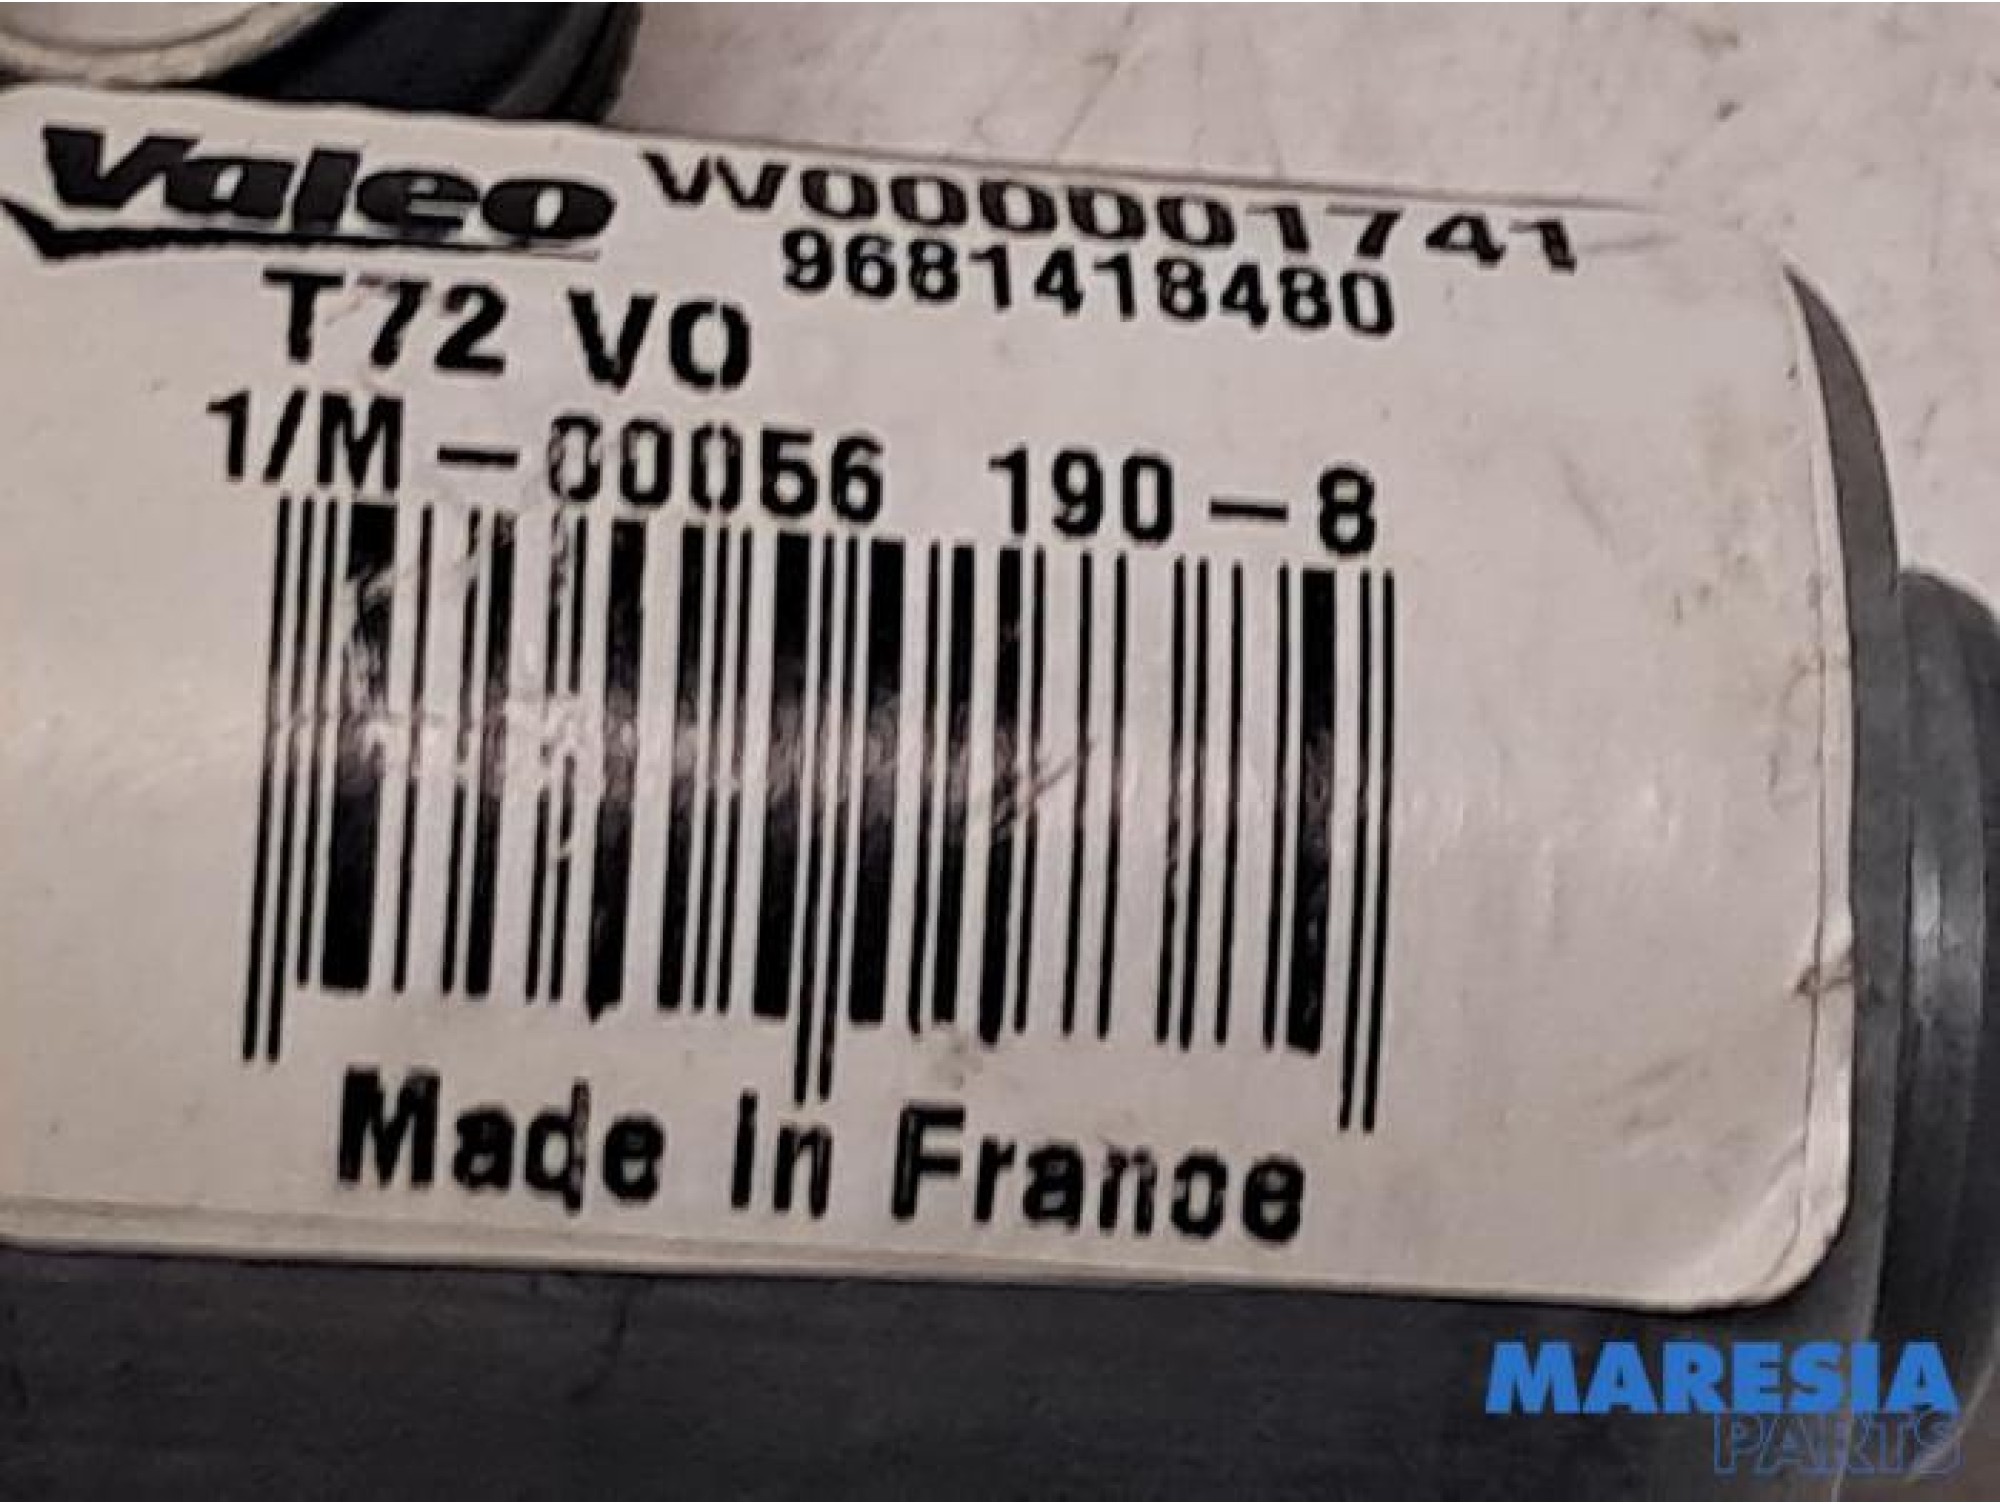 Valeo W000001741
9681418480
T72 VO
1/M-00056 190-8
Made in France
MARESIA
PARTS